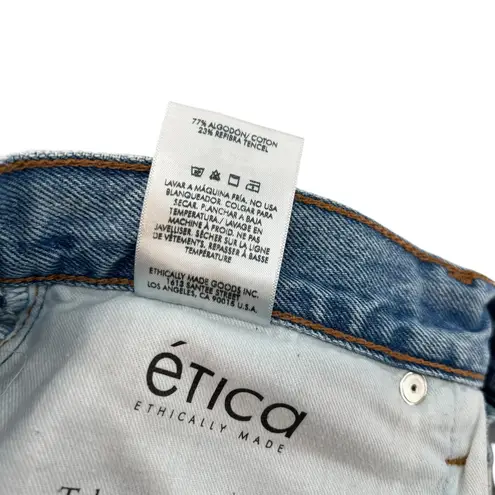 77% ALGODÓN/ COTON
23% REFIBRA TENCEL
LAVAR A MÁQUINA FRÍA. NO USA
BLANQUEADOR. COLGAR PARA
SECAR. PLANCHAR A BAJA
TEMPERATURA./ LAVAGE EN
MACHINE À FROID. NE PAS
JAVELLISER. SÉCHER SUR LA LIGNE
DE VÊTEMENTS. REPASSER À BASSE
TEMPÉRATURE
ETHICALLY MADE GOODS INC.
1613 SANTEE STREET
LOS ANGELES, CA 90015 U.S.A.
éTica
ETHICALLY MADE